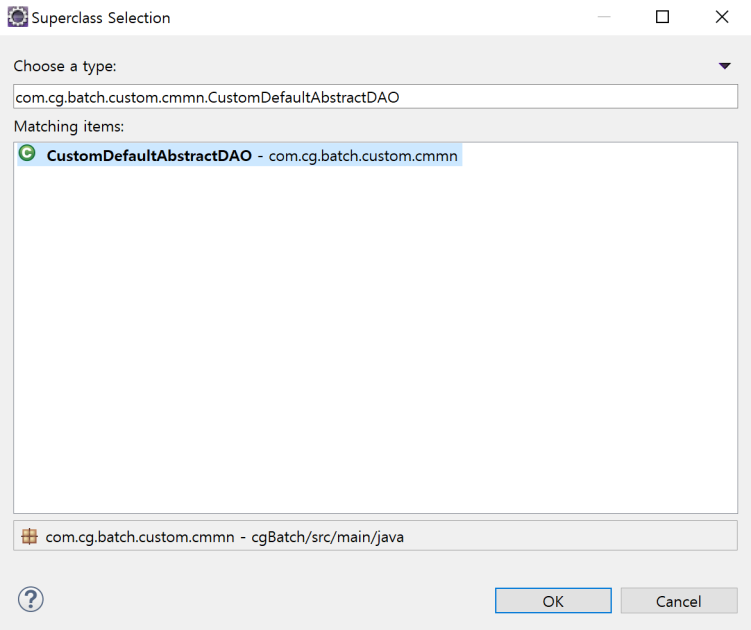 Superclass Selection
Choose a type:
com.cg.batch.custom.cmmn.CustomDefaultAbstractDAO
Matching items:
CustomDefaultAbstractDAO - com.cg.batch.custom.cmmn
com.cg.batch.custom.cmmn - cgBatch/src/main/java
OK Cancel